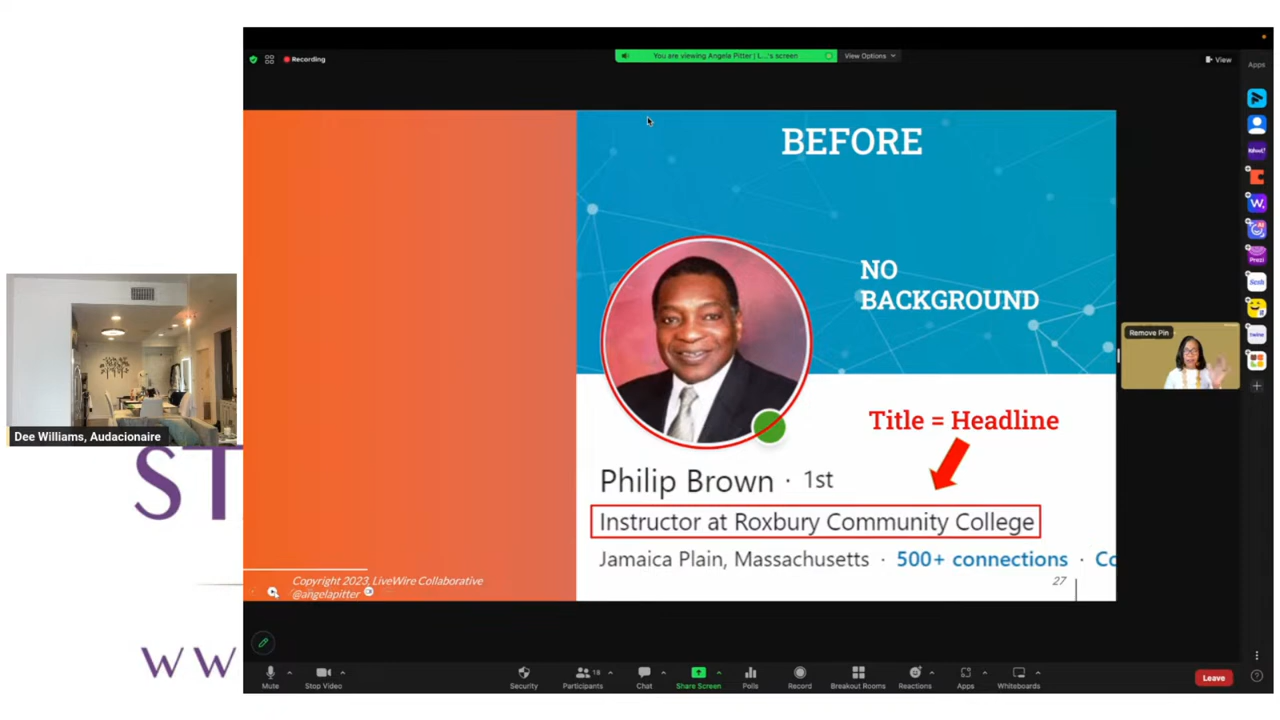 Recording
You are viewing Angela Pitter | L...'s screen
View Options
View
Apps
BEFORE
NO
BACKGROUND
Remove Pin
Dee Williams, Audacionaire
ST
Title = Headline
Philip Brown · 1st
Instructor at Roxbury Community College
Jamaica Plain, Massachusetts · 500+ connections · Co
Copyright 2023, LiveWire Collaborative
@angelapitter
27
WW
Mute
Stop Video
Security
Participants
18
Chat
Share Screen
Polls
Record
Breakout Rooms
Reactions
Apps
Whiteboards
Leave
Prezi